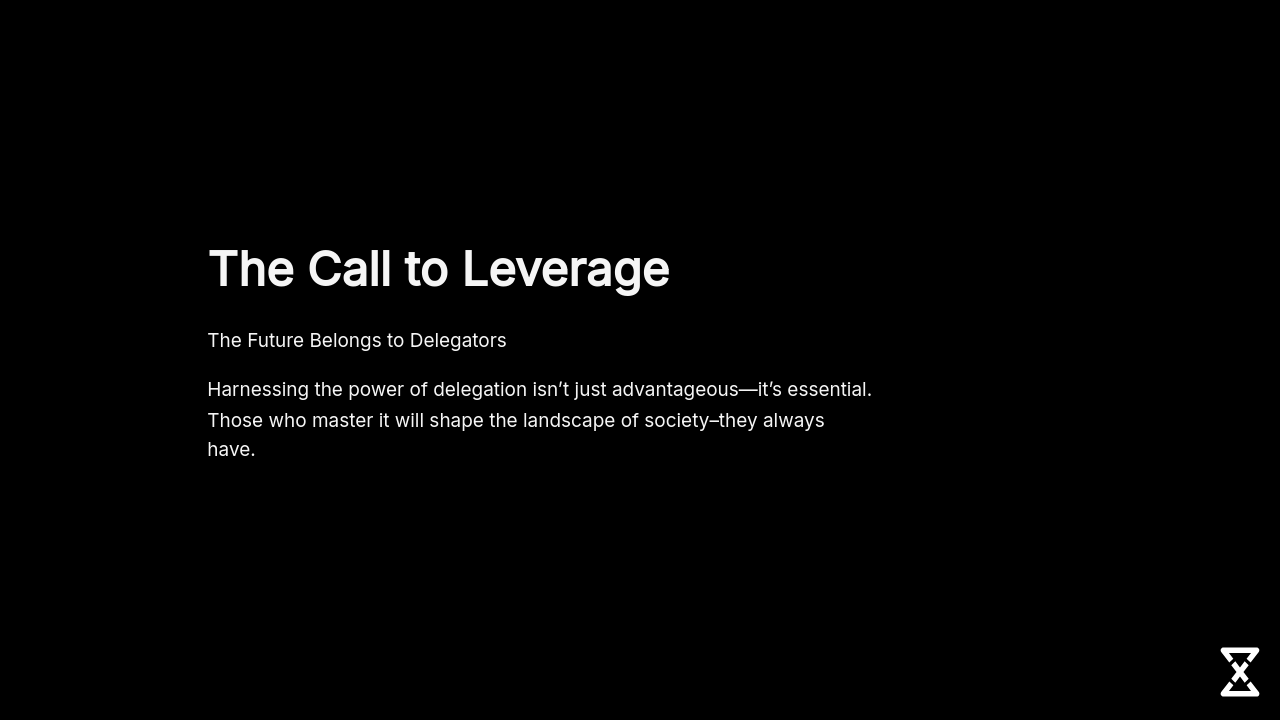 The Call to Leverage
The Future Belongs to Delegators
Harnessing the power of delegation isn’t just advantageous—it’s essential.
Those who master it will shape the landscape of society–they always
have.